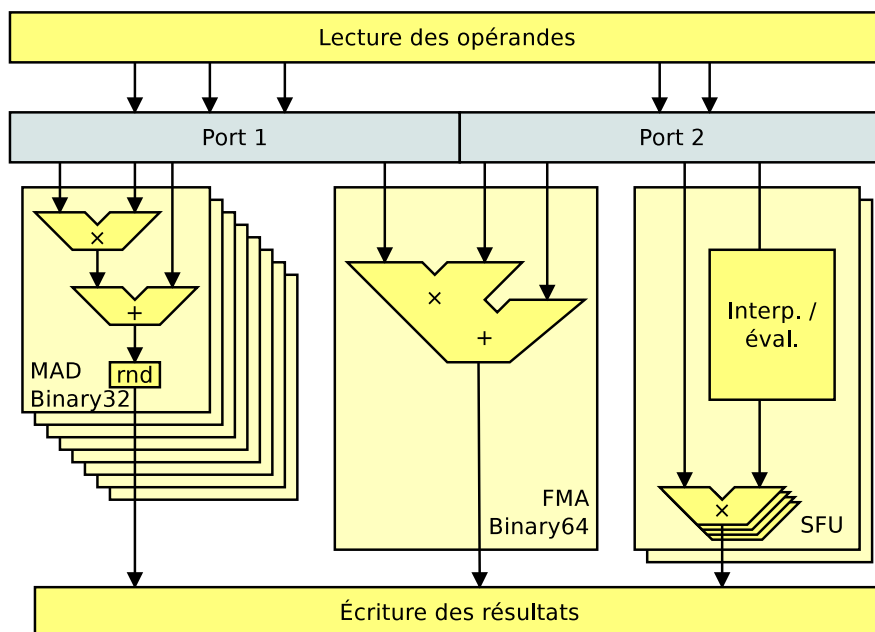 Lecture des opérandes
Port 1
Port 2
×
+
rnd
MAD
Binary32
×
+
FMA
Binary64
Interp. /
éval.
×
SFU
Écriture des résultats